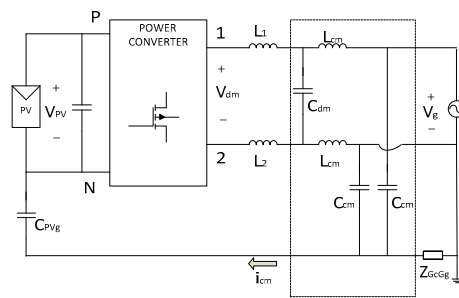 P
POWER
CONVERTER
1
L1
Lcm
PV
+
VPV
−
+
Vdm
−
Cdm
+
Vg
−
2
L2
Lcm
N
CPVg
Ccm
Ccm
icm
ZGcGg